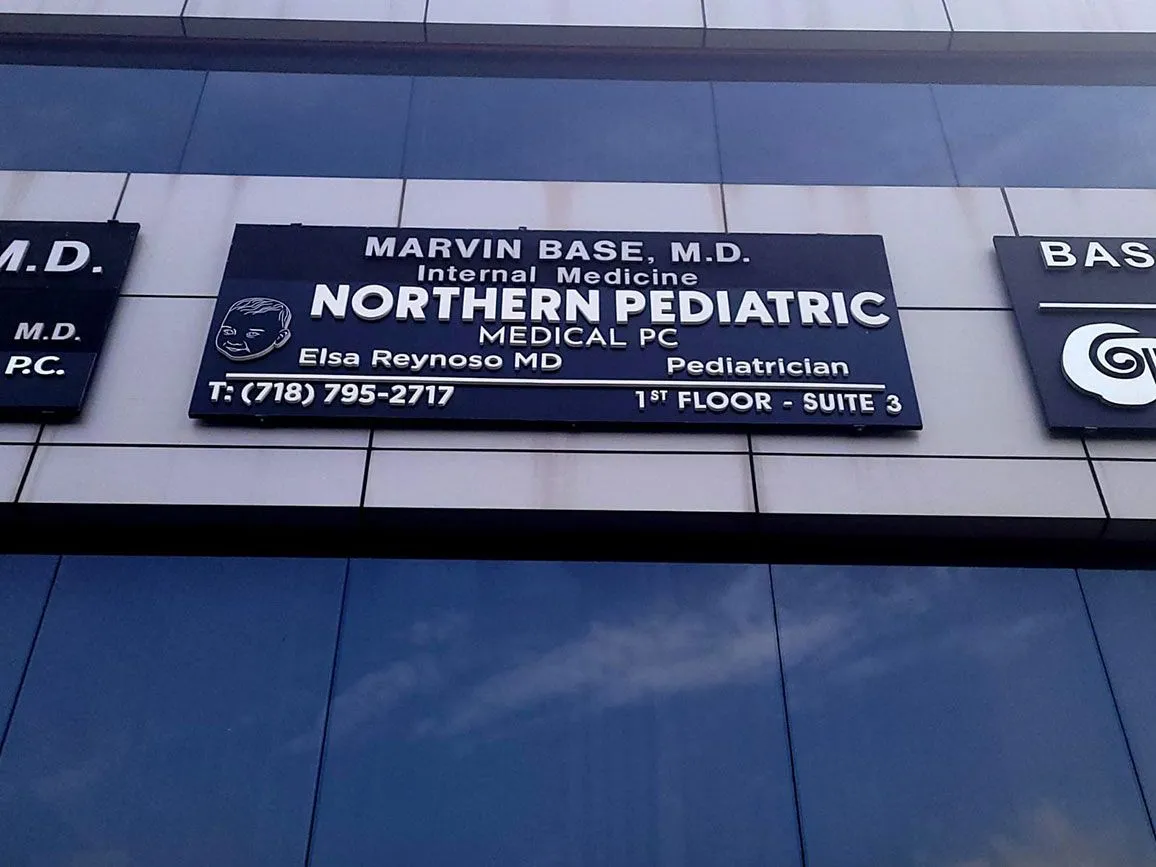 M.D.
M.D.
P.C.
MARVIN BASE, M.D.
Internal Medicine
NORTHERN PEDIATRIC
MEDICAL PC
Elsa Reynoso MD Pediatrician
T: (718) 795-2717 1ST FLOOR - SUITE 3
BAS